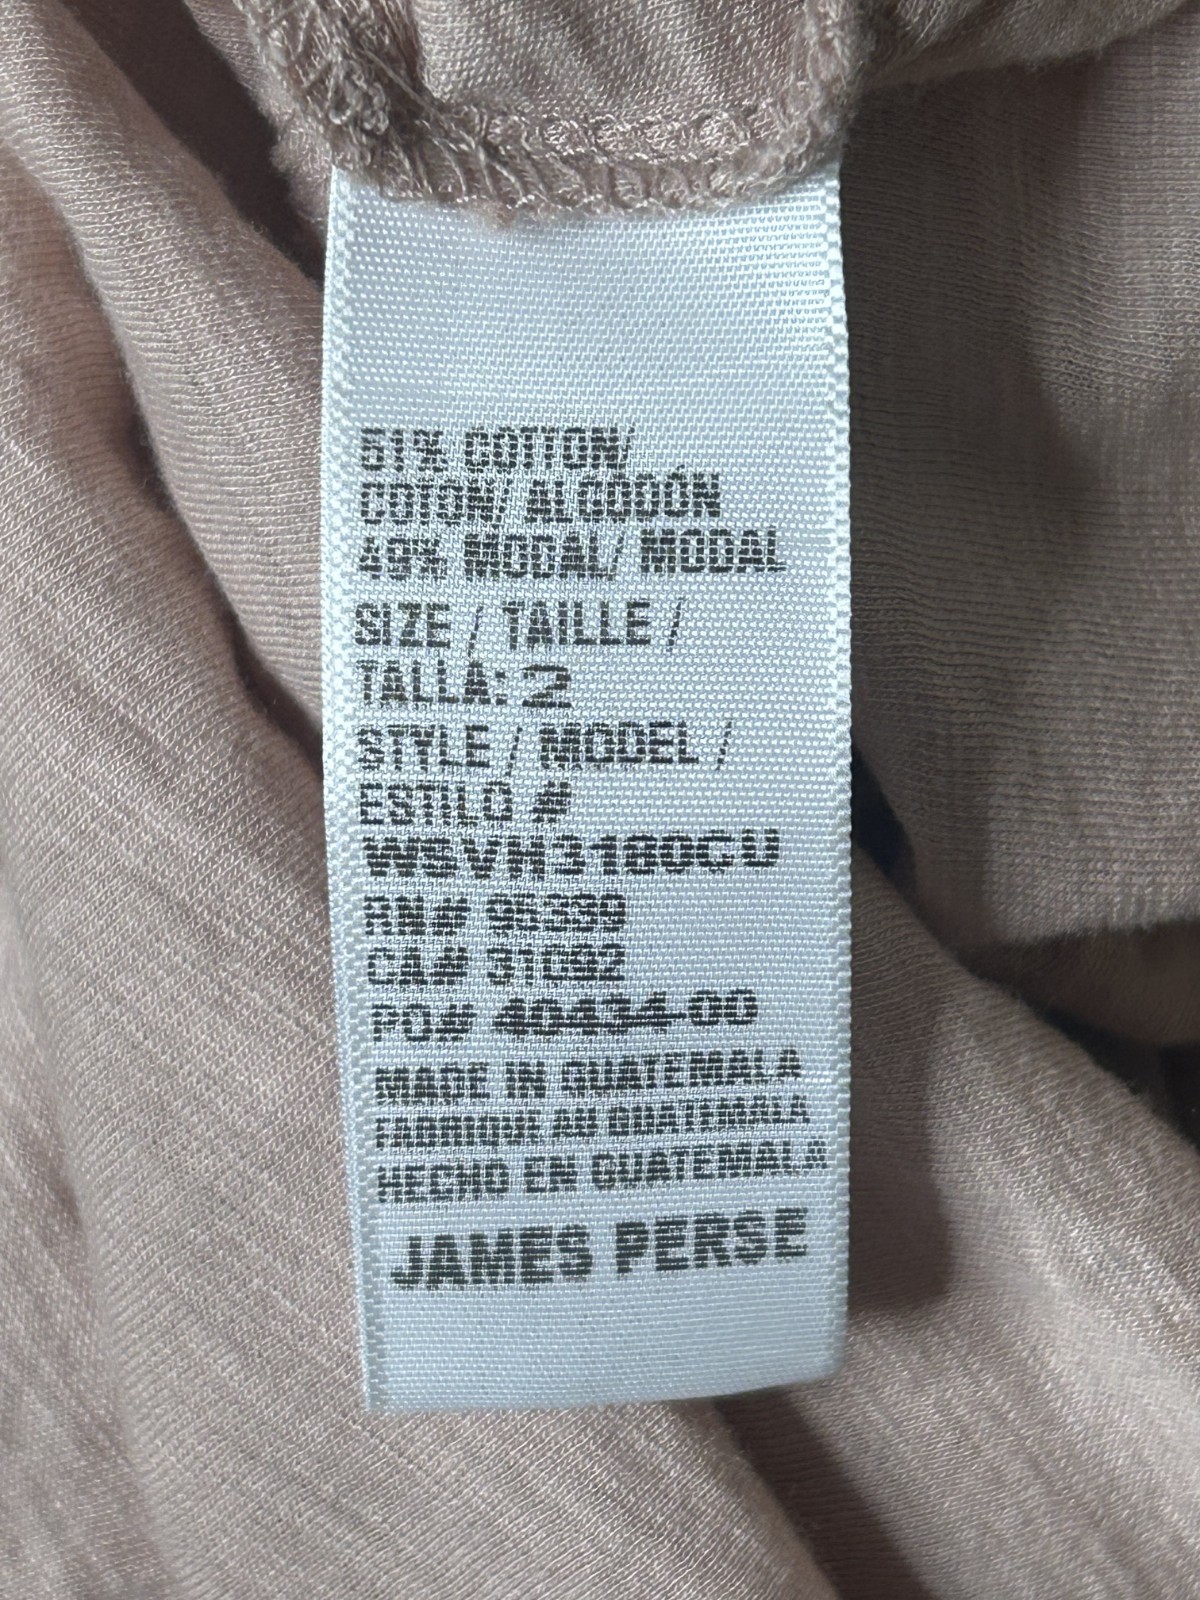 51% COTTON/
COTON/ ALGODÓN
49% MODAL/ MODAL
SIZE / TAILLE /
TALLA: 2
STYLE / MODEL /
ESTILO #
WSVH3180CU
RN# 95339
CA# 31092
PO# 40434-00
MADE IN GUATEMALA
FABRIQUE AU GUATEMALA
HECHO EN GUATEMALA
JAMES PERSE